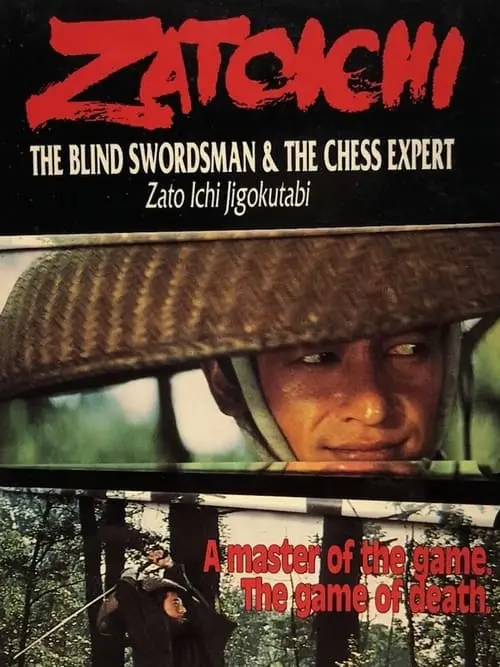 ZATOICHI
THE BLIND SWORDSMAN & THE CHESS EXPERT
Zato Ichi Jigokutabi
A master of the game.
The game of death.